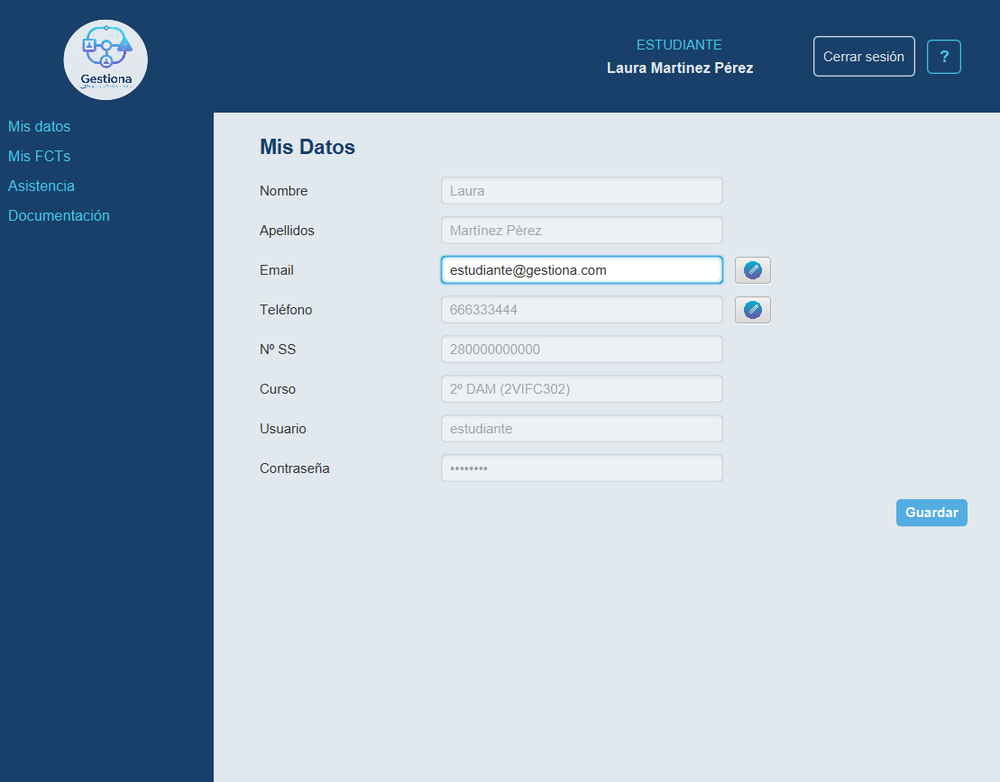 Gestiona
ESTUDIANTE
Laura Martínez Pérez
Cerrar sesión
?
Mis datos
Mis FCTs
Asistencia
Documentación
Mis Datos
Nombre
Laura
Apellidos
Martínez Pérez
Email
estudiante@gestiona.com
Teléfono
666333444
Nº SS
280000000000
Curso
2º DAM (2VIFC302)
Usuario
estudiante
Contraseña
••••••••
Guardar